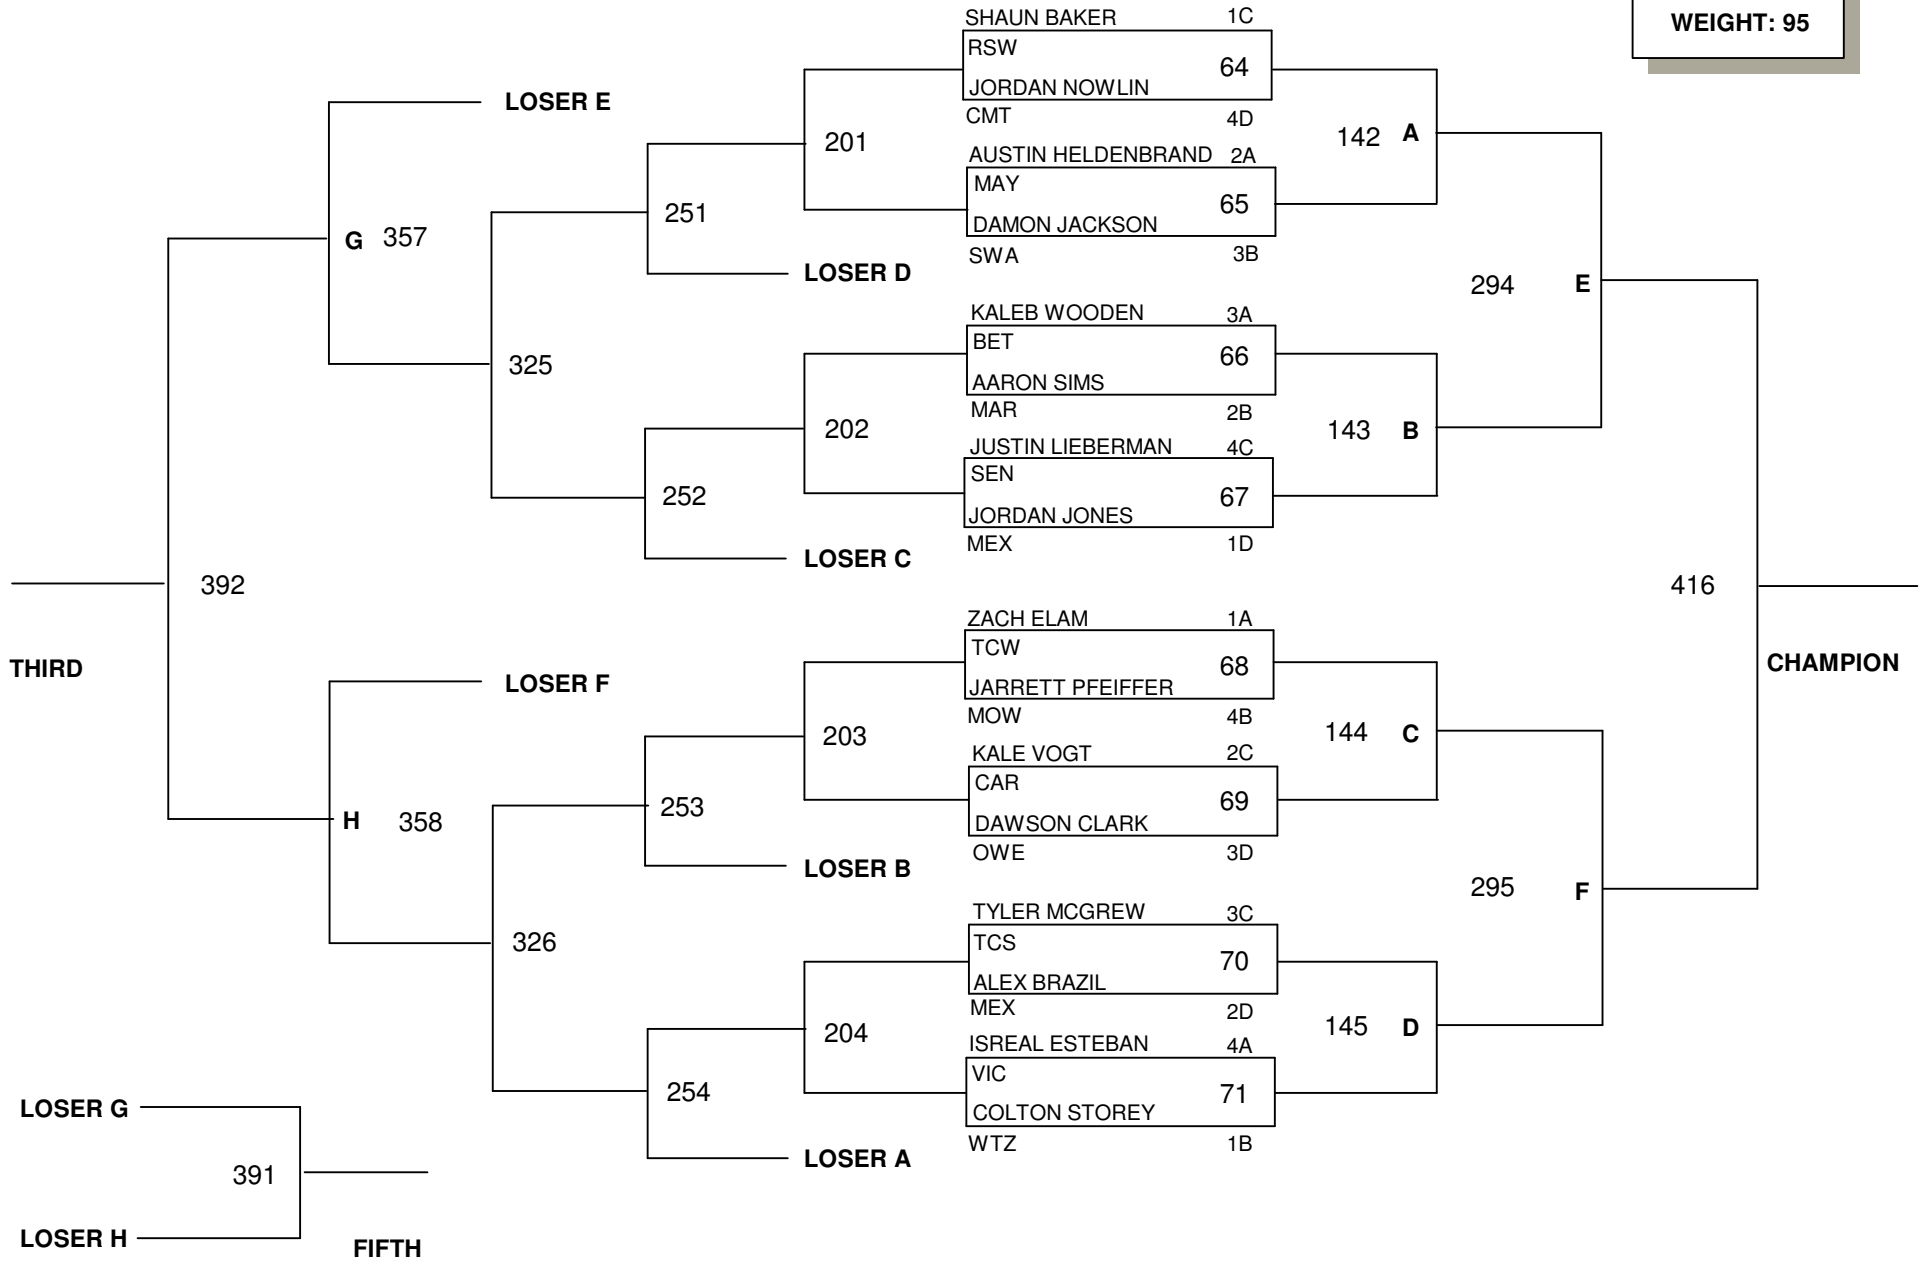 WEIGHT: 95
SHAUN BAKER 1C
RSW
64
JORDAN NOWLIN
CMT 4D
AUSTIN HELDENBRAND 2A
MAY
65
DAMON JACKSON
SWA 3B
KALEB WOODEN 3A
BET
66
AARON SIMS
MAR 2B
JUSTIN LIEBERMAN 4C
SEN
67
JORDAN JONES
MEX 1D
ZACH ELAM 1A
TCW
68
JARRETT PFEIFFER
MOW 4B
KALE VOGT 2C
CAR
69
DAWSON CLARK
OWE 3D
TYLER MCGREW 3C
TCS
70
ALEX BRAZIL
MEX 2D
ISREAL ESTEBAN 4A
VIC
71
COLTON STOREY
WTZ 1B
142 A
143 B
144 C
145 D
294 E
295 F
416
CHAMPION
201
202
203
204
251
LOSER D
252
LOSER C
253
LOSER B
254
LOSER A
325
326
LOSER E
G 357
LOSER F
H 358
392
THIRD
LOSER G
391
LOSER H
FIFTH